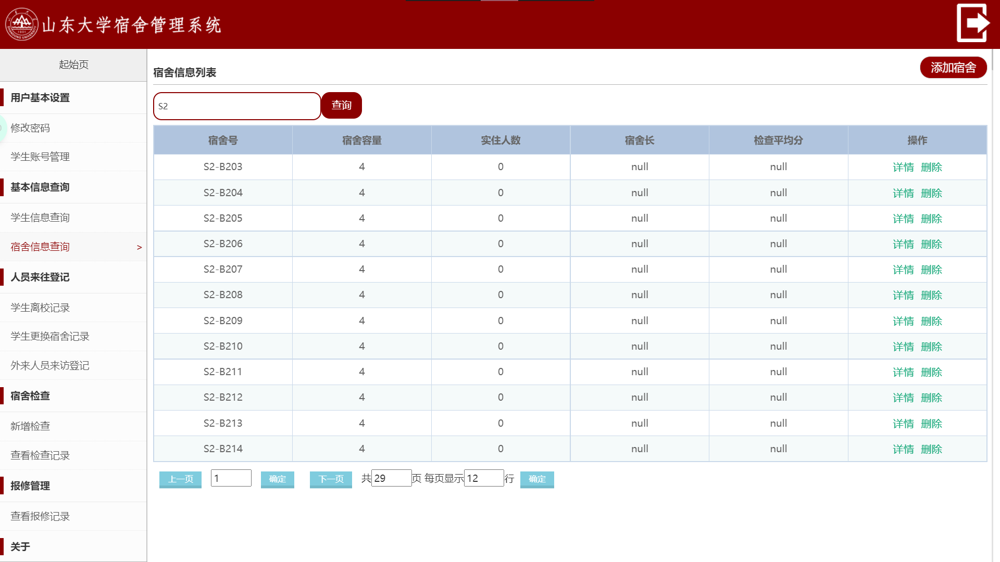 山东大学宿舍管理系统
起始页
用户基本设置
修改密码
学生账号管理
基本信息查询
学生信息查询
宿舍信息查询 >
人员来往登记
学生离校记录
学生更换宿舍记录
外来人员来访登记
宿舍检查
新增检查
查看检查记录
报修管理
查看报修记录
关于
宿舍信息列表 添加宿舍
S2 查询
宿舍号 宿舍容量 实住人数 宿舍长 检查平均分 操作
S2-B203 4 0 null null 详情 删除
S2-B204 4 0 null null 详情 删除
S2-B205 4 0 null null 详情 删除
S2-B206 4 0 null null 详情 删除
S2-B207 4 0 null null 详情 删除
S2-B208 4 0 null null 详情 删除
S2-B209 4 0 null null 详情 删除
S2-B210 4 0 null null 详情 删除
S2-B211 4 0 null null 详情 删除
S2-B212 4 0 null null 详情 删除
S2-B213 4 0 null null 详情 删除
S2-B214 4 0 null null 详情 删除
上一页 1 确定 下一页 共29页 每页显示12行 确定